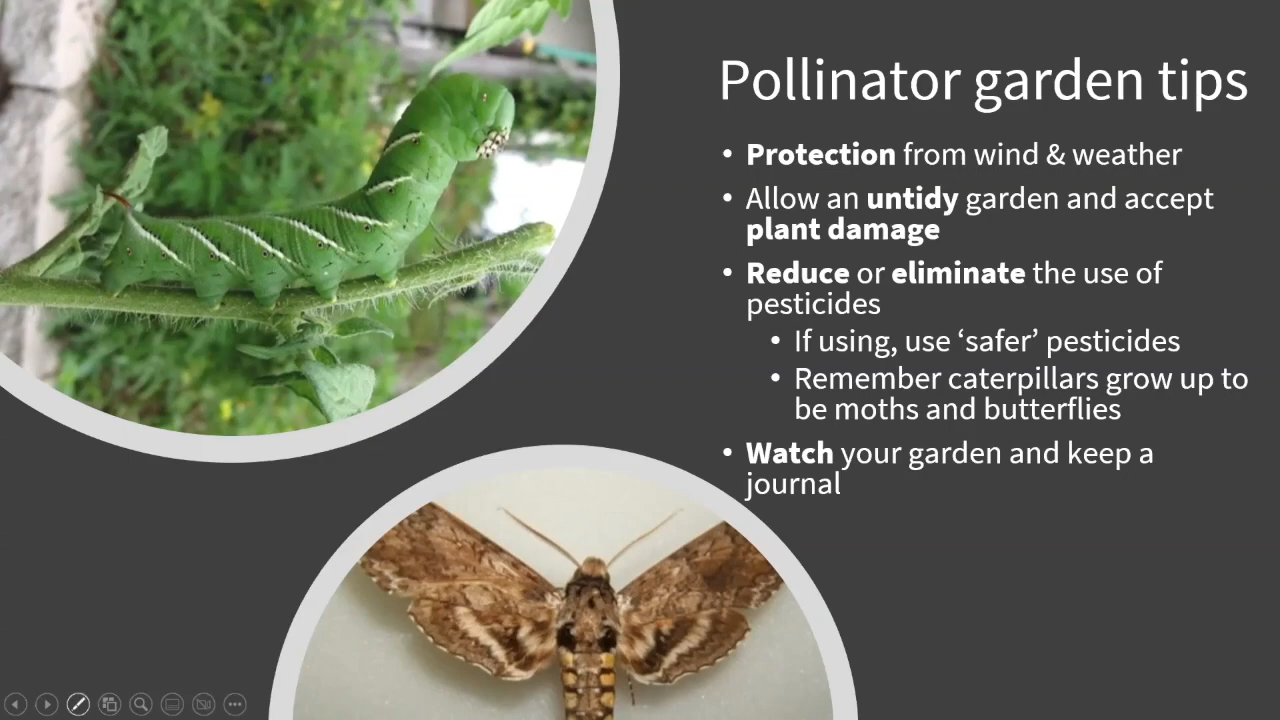 Pollinator garden tips
• Protection from wind & weather
• Allow an untidy garden and accept
plant damage
• Reduce or eliminate the use of
pesticides
• If using, use ‘safer’ pesticides
• Remember caterpillars grow up to
be moths and butterflies
• Watch your garden and keep a
journal